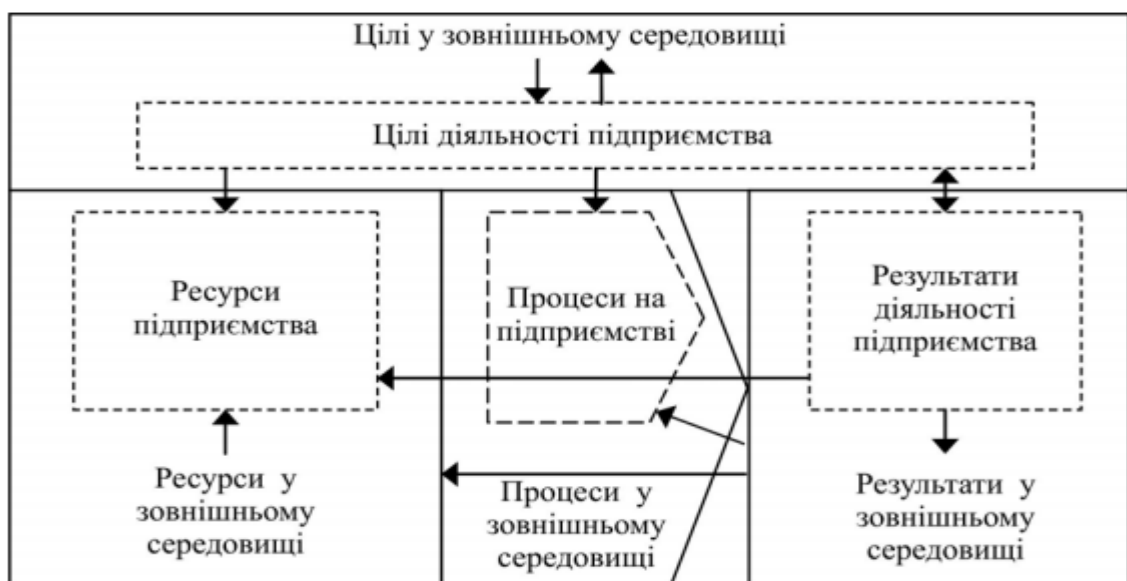 Цілі у зовнішньому середовищі
Цілі діяльності підприємства
Ресурси
підприємства
Процеси на
підприємстві
Результати
діяльності
підприємства
Ресурси у
зовнішньому
середовищі
Процеси у
зовнішньому
середовищі
Результати у
зовнішньому
середовищі